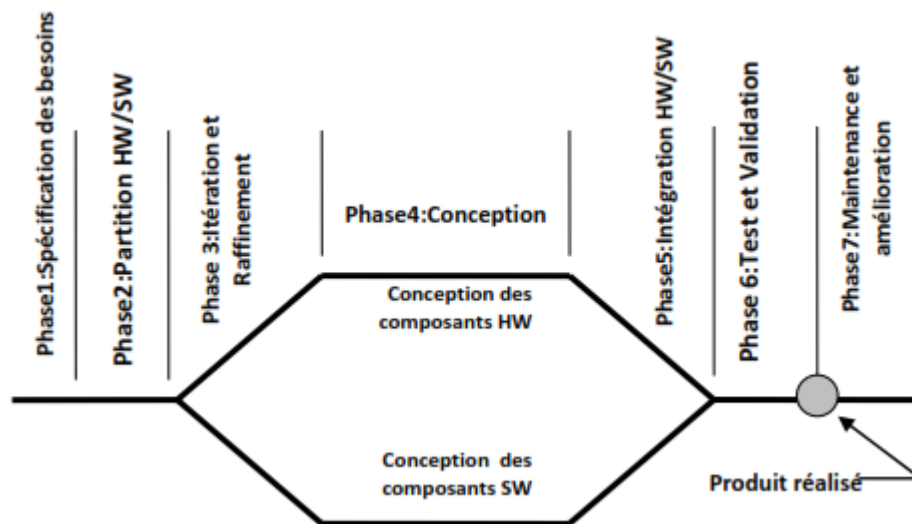 Phase1:Spécification des besoins
Phase2:Partition HW/SW
Phase 3:Itération et
Raffinement
Phase4:Conception
Conception des
composants HW
Conception des
composants SW
Phase5:Intégration HW/SW
Phase 6:Test et Validation
Phase7:Maintenance et
amélioration
Produit réalisé